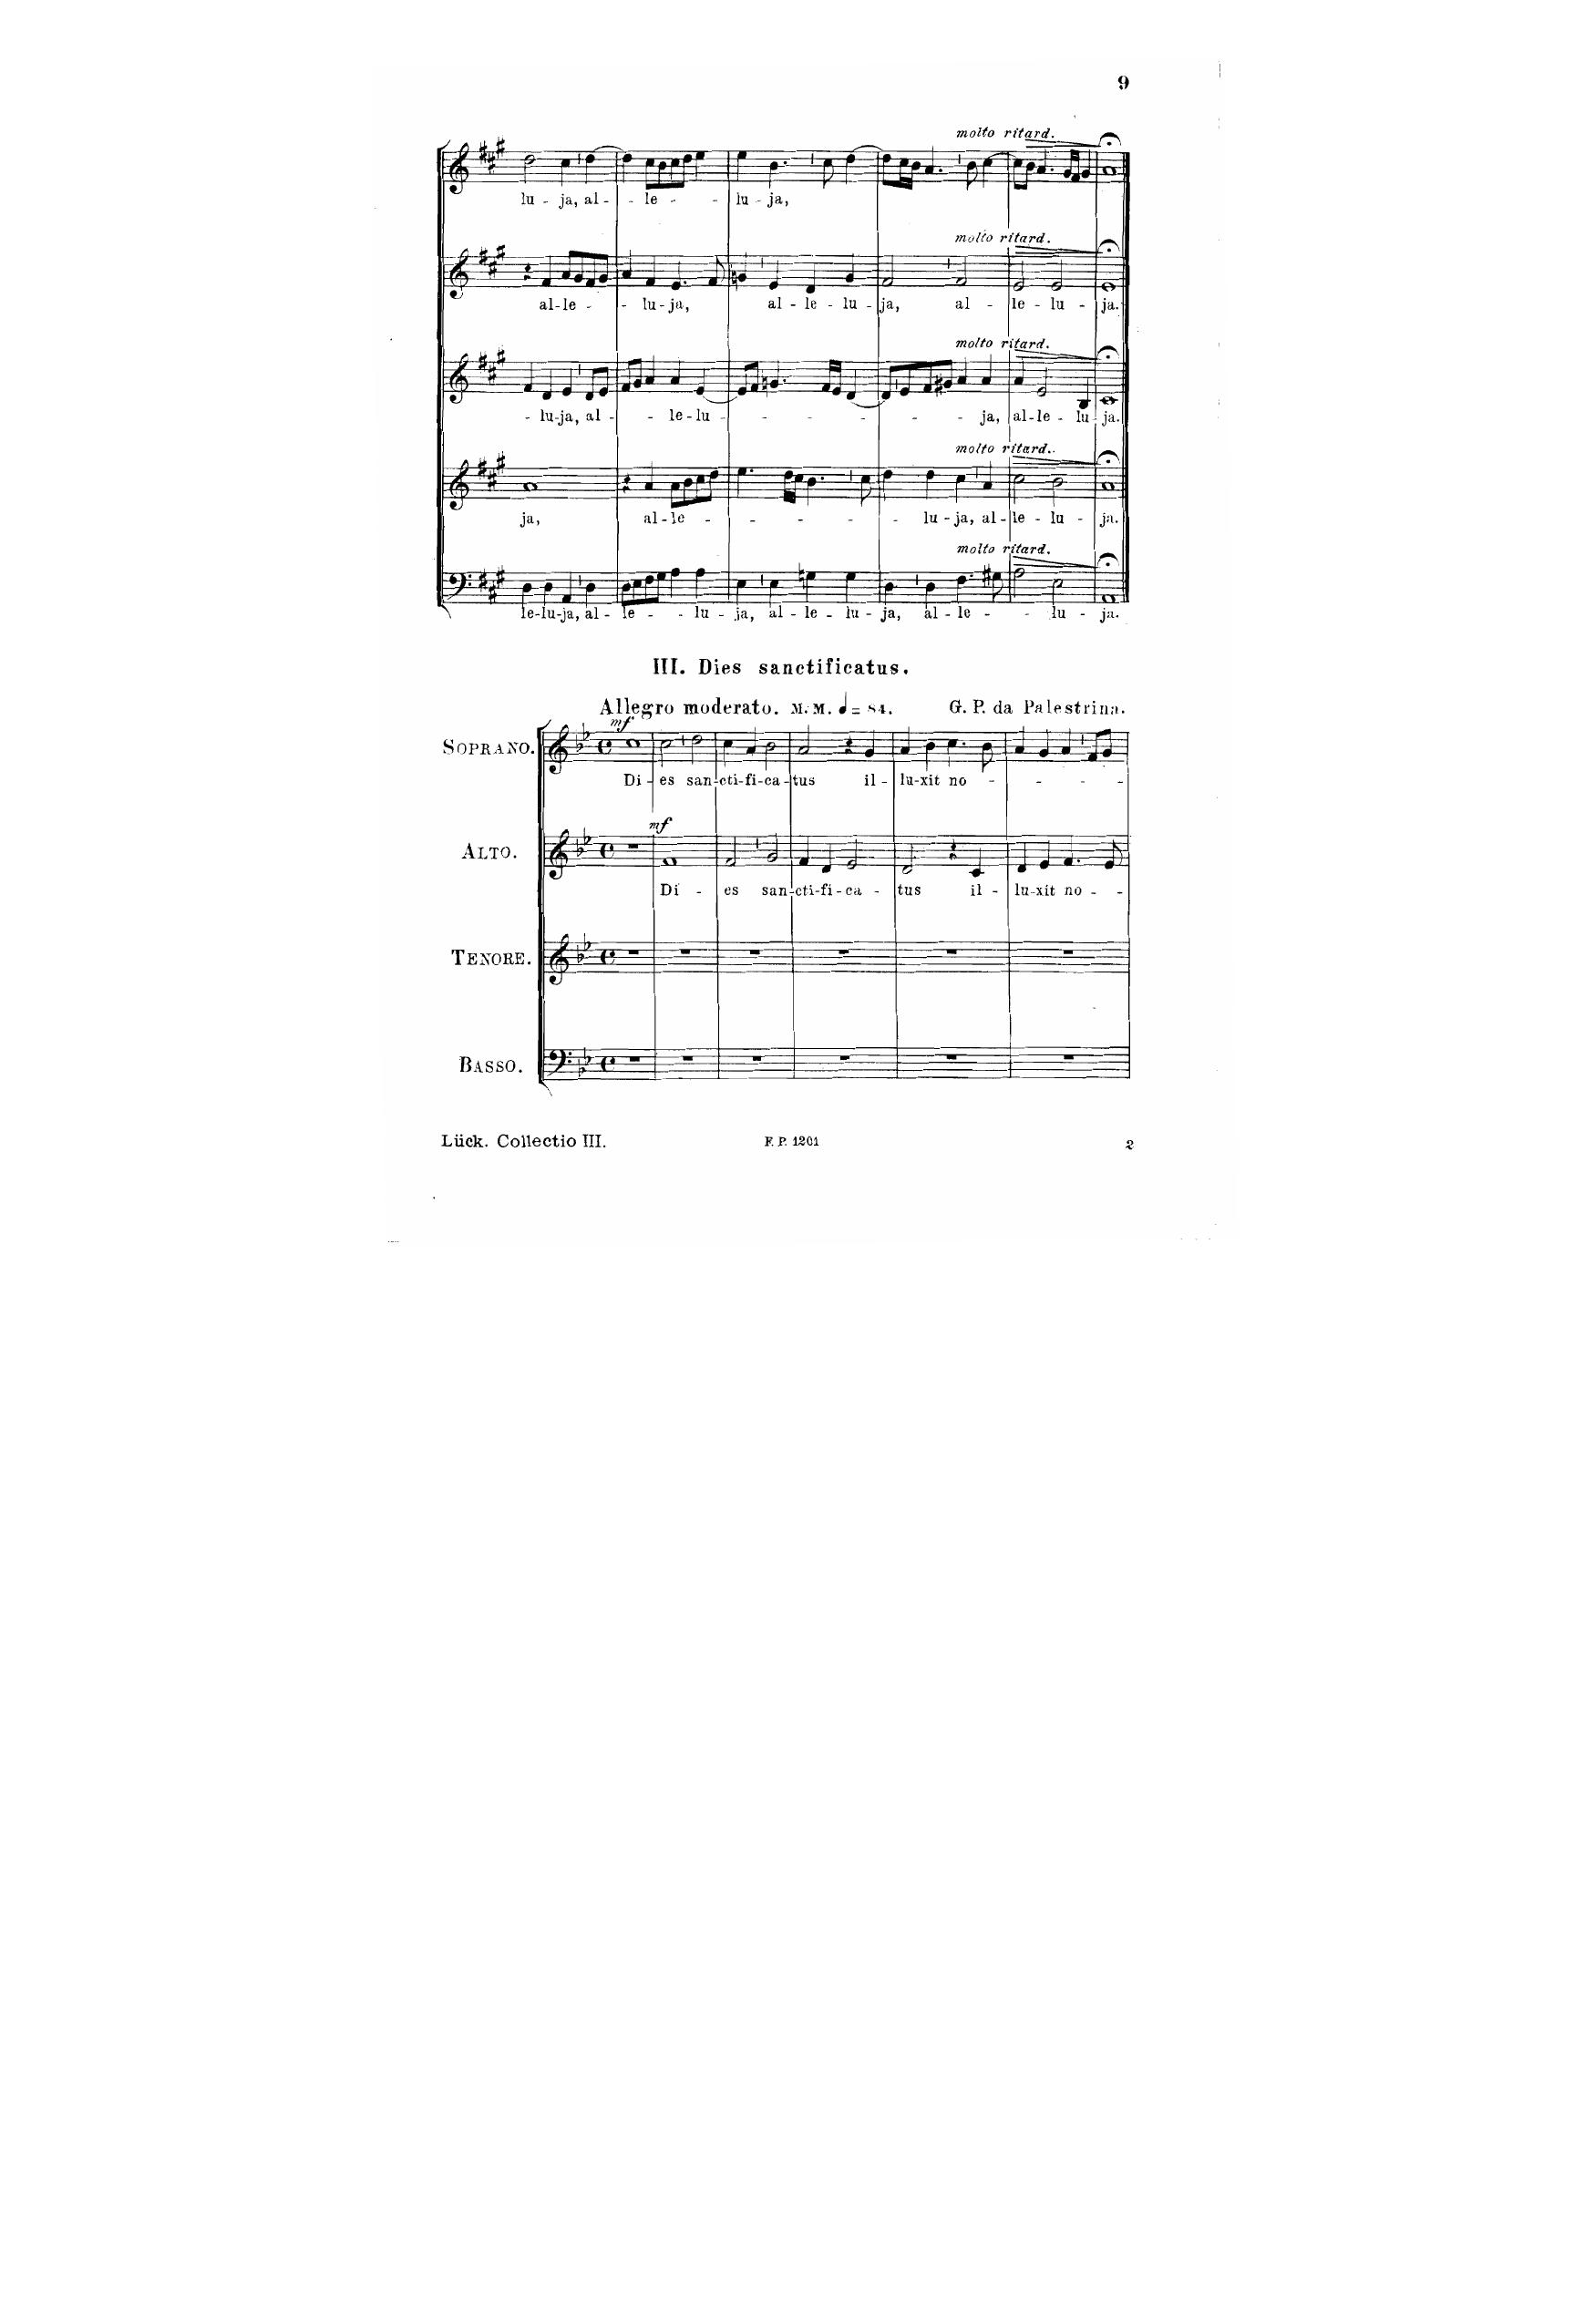 9
molto ritard.
lu - ja, al - - le - - lu - ja,
molto ritard.
al - le - - lu - ja, al - le - lu - ja, al - le - lu - ja.
molto ritard.
- lu - ja, al - - le - lu - - - - - - ja, al - le - lu - ja.
molto ritard.
ja, al - le - - - - - lu - ja, al - le - lu - ja.
molto ritard.
le - lu - ja, al - le - - lu - ja, al - le - lu - ja, al - le - - lu - ja.
III. Dies sanctificatus.
Allegro moderato. M. M. = 84. G. P. da Palestrina.
mf
SOPRANO.
Di - es san - cti - fi - ca - tus il - lu - xit no - - - -
mf
ALTO.
Di - es san - cti - fi - ca - tus il - lu - xit no - -
TENORE.
BASSO.
Lück. Collectio III. F. P. 1201 2